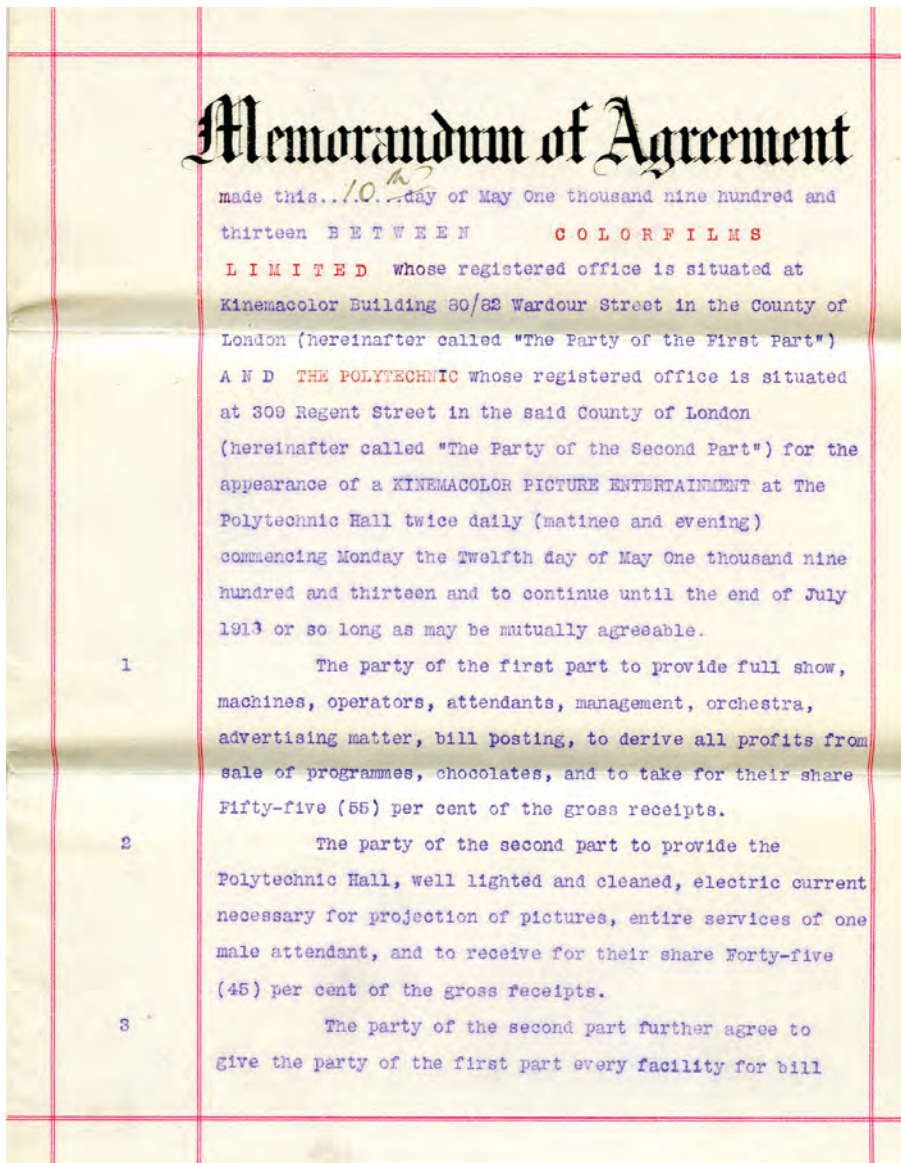 Memorandum of Agreement
made this..10th..day of May One thousand nine hundred and
thirteen B E T W E E N C O L O R F I L M S
L I M I T E D whose registered office is situated at
Kinemacolor Building 80/82 Wardour Street in the County of
London (hereinafter called "The Party of the First Part")
A N D THE POLYTECHNIC whose registered office is situated
at 309 Regent Street in the said County of London
(hereinafter called "The Party of the Second Part") for the
appearance of a KINEMACOLOR PICTURE ENTERTAINMENT at The
Polytechnic Hall twice daily (matinee and evening)
commencing Monday the Twelfth day of May One thousand nine
hundred and thirteen and to continue until the end of July
1913 or so long as may be mutually agreeable.
1 The party of the first part to provide full show,
machines, operators, attendants, management, orchestra,
advertising matter, bill posting, to derive all profits from
sale of programmes, chocolates, and to take for their share
Fifty-five (55) per cent of the gross receipts.
2 The party of the second part to provide the
Polytechnic Hall, well lighted and cleaned, electric current
necessary for projection of pictures, entire services of one
male attendant, and to receive for their share Forty-five
(45) per cent of the gross receipts.
3 The party of the second part further agree to
give the party of the first part every facility for bill